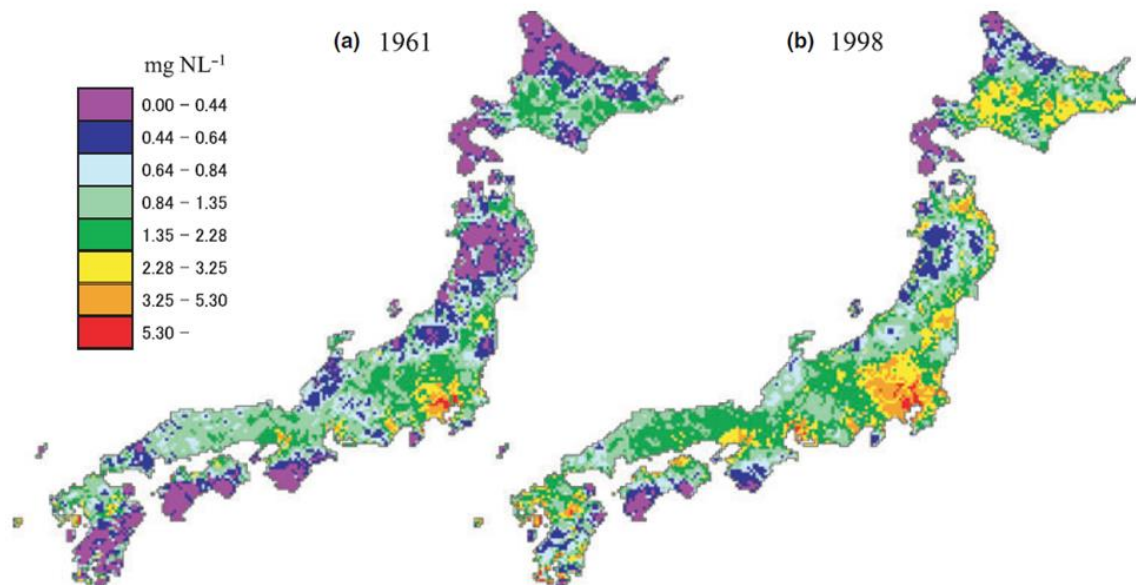 (a) 1961
(b) 1998
mg NL⁻¹
0.00 – 0.44
0.44 – 0.64
0.64 – 0.84
0.84 – 1.35
1.35 – 2.28
2.28 – 3.25
3.25 – 5.30
5.30 –